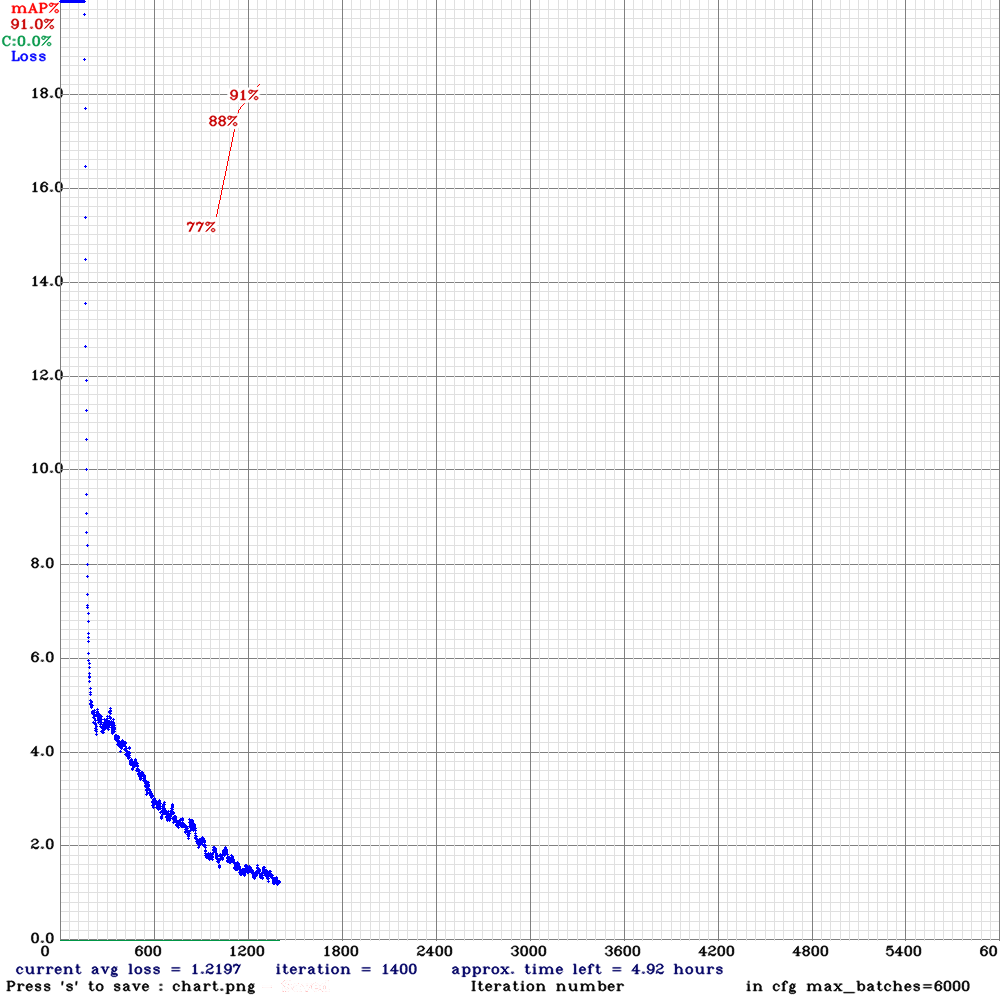 mAP%
91.0%
C:0.0%
Loss
18.0
91%
88%
16.0
77%
14.0
12.0
10.0
8.0
6.0
4.0
2.0
0.0
0 600 1200 1800 2400 3000 3600 4200 4800 5400 60
current avg loss = 1.2197 iteration = 1400 approx. time left = 4.92 hours
Press 's' to save : chart.png Iteration number in cfg max_batches=6000